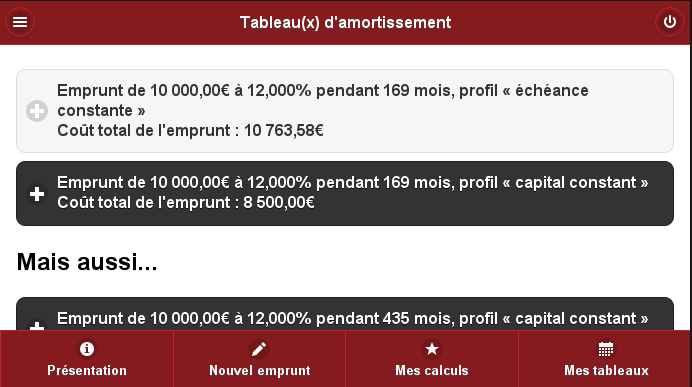 Tableau(x) d'amortissement
Emprunt de 10 000,00€ à 12,000% pendant 169 mois, profil « échéance
constante »
Coût total de l'emprunt : 10 763,58€
Emprunt de 10 000,00€ à 12,000% pendant 169 mois, profil « capital constant »
Coût total de l'emprunt : 8 500,00€
Mais aussi...
Emprunt de 10 000,00€ à 12,000% pendant 435 mois, profil « capital constant »
Présentation
Nouvel emprunt
Mes calculs
Mes tableaux